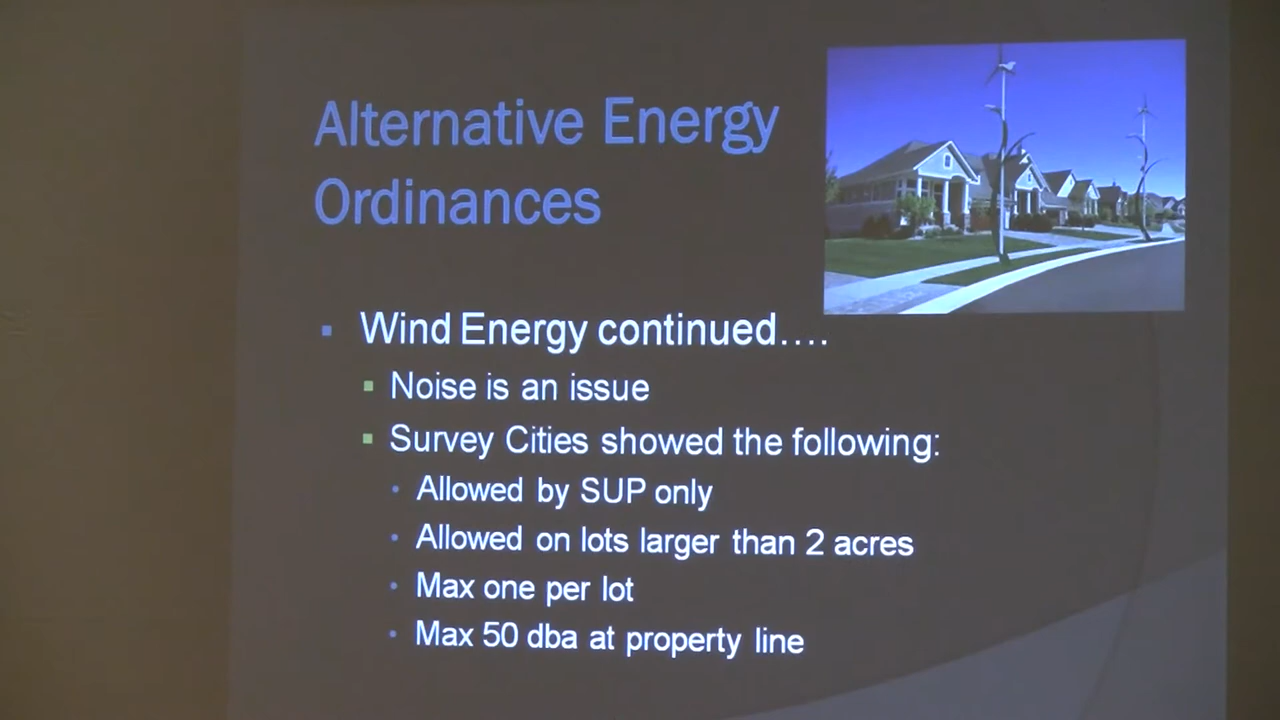 Alternative Energy
Ordinances
Wind Energy continued....
Noise is an issue
Survey Cities showed the following:
Allowed by SUP only
Allowed on lots larger than 2 acres
Max one per lot
Max 50 dba at property line